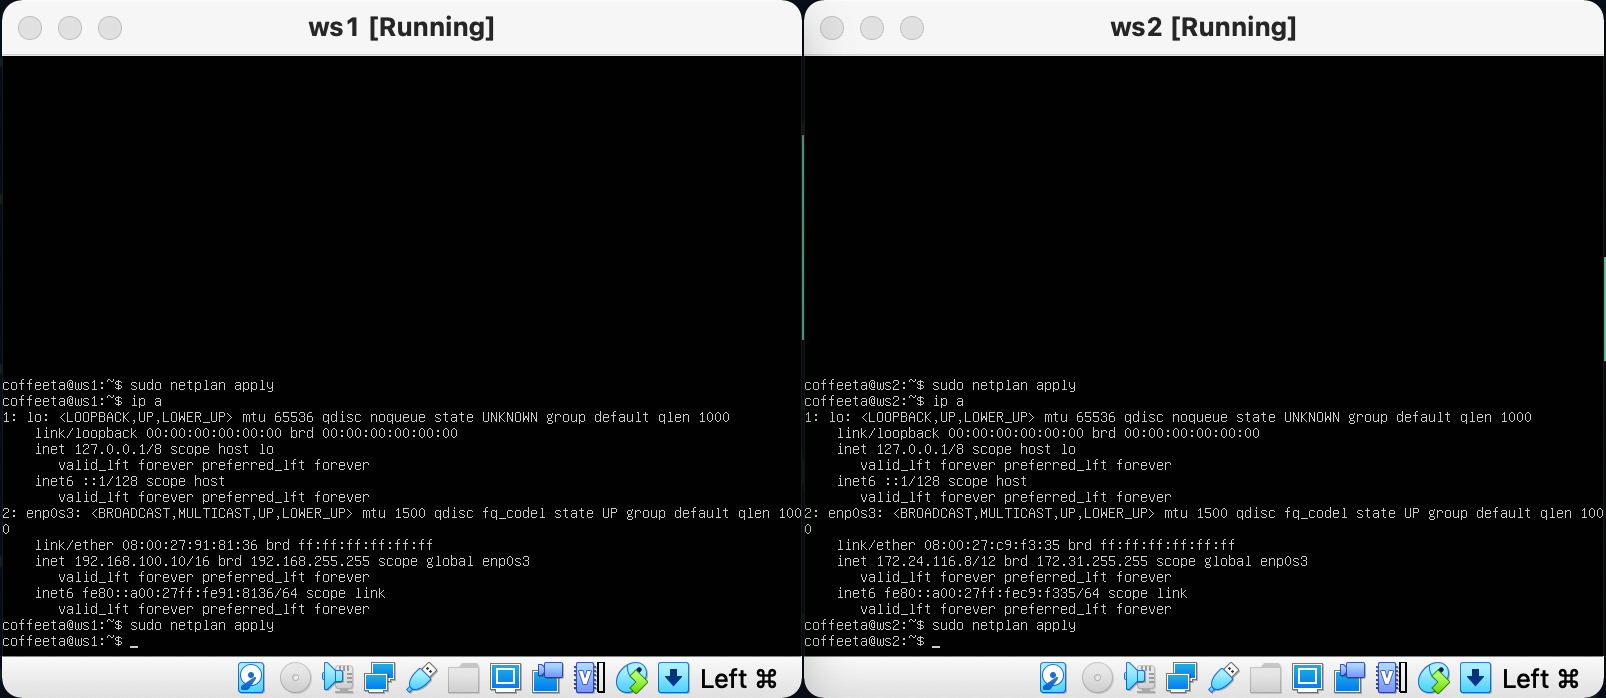 ws1 [Running]
coffeeta@ws1:~$ sudo netplan apply
coffeeta@ws1:~$ ip a
1: lo: <LOOPBACK,UP,LOWER_UP> mtu 65536 qdisc noqueue state UNKNOWN group default qlen 1000
link/loopback 00:00:00:00:00:00 brd 00:00:00:00:00:00
inet 127.0.0.1/8 scope host lo
valid_lft forever preferred_lft forever
inet6 ::1/128 scope host
valid_lft forever preferred_lft forever
2: enp0s3: <BROADCAST,MULTICAST,UP,LOWER_UP> mtu 1500 qdisc fq_codel state UP group default qlen 100
0
link/ether 08:00:27:91:81:36 brd ff:ff:ff:ff:ff:ff
inet 192.168.100.10/16 brd 192.168.255.255 scope global enp0s3
valid_lft forever preferred_lft forever
inet6 fe80::a00:27ff:fe91:8136/64 scope link
valid_lft forever preferred_lft forever
coffeeta@ws1:~$ sudo netplan apply
coffeeta@ws1:~$ _
V
Left ⌘
ws2 [Running]
coffeeta@ws2:~$ sudo netplan apply
coffeeta@ws2:~$ ip a
1: lo: <LOOPBACK,UP,LOWER_UP> mtu 65536 qdisc noqueue state UNKNOWN group default qlen 1000
link/loopback 00:00:00:00:00:00 brd 00:00:00:00:00:00
inet 127.0.0.1/8 scope host lo
valid_lft forever preferred_lft forever
inet6 ::1/128 scope host
valid_lft forever preferred_lft forever
2: enp0s3: <BROADCAST,MULTICAST,UP,LOWER_UP> mtu 1500 qdisc fq_codel state UP group default qlen 100
0
link/ether 08:00:27:c9:f3:35 brd ff:ff:ff:ff:ff:ff
inet 172.24.116.8/12 brd 172.31.255.255 scope global enp0s3
valid_lft forever preferred_lft forever
inet6 fe80::a00:27ff:fec9:f335/64 scope link
valid_lft forever preferred_lft forever
coffeeta@ws2:~$ sudo netplan apply
coffeeta@ws2:~$ _
V
Left ⌘